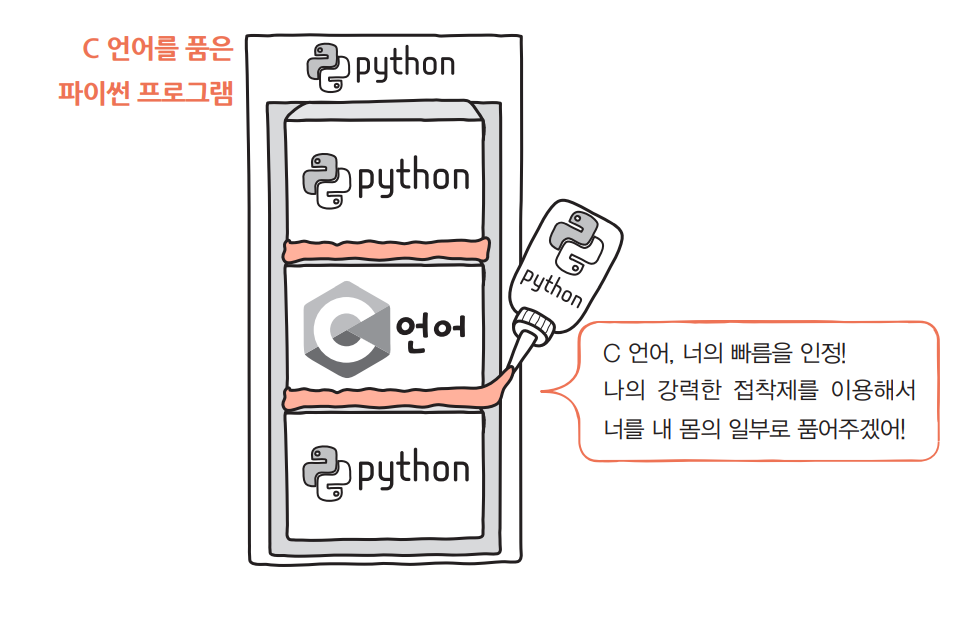 C 언어를 품은
파이썬 프로그램
python
python
python
C 언어
C 언어, 너의 빠름을 인정!
나의 강력한 접착제를 이용해서
너를 내 몸의 일부로 품어주겠어!
python